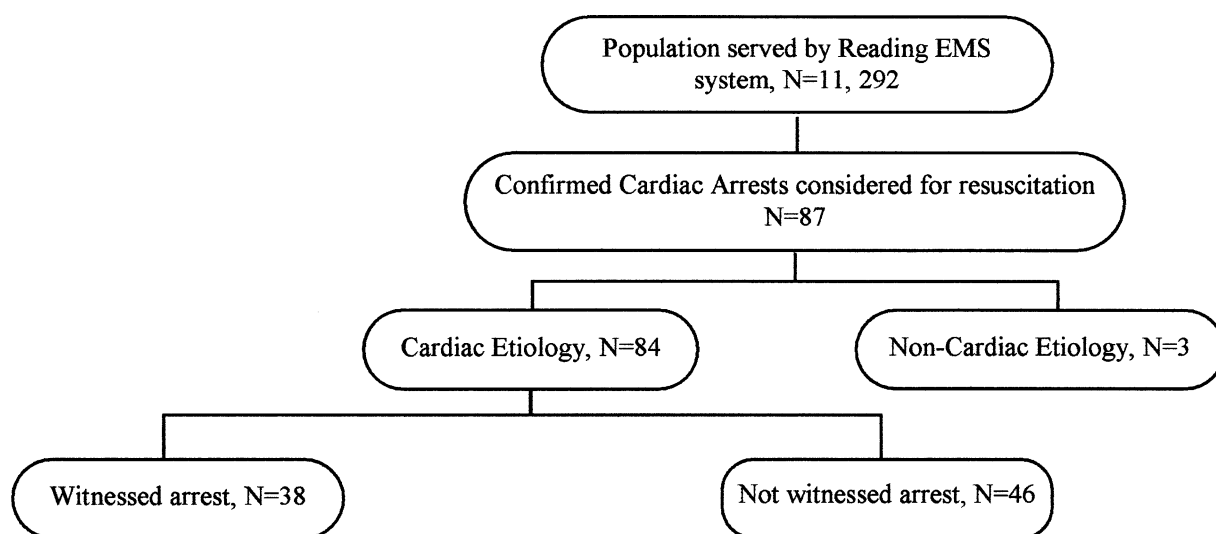 Population served by Reading EMS
system, N=11, 292
Confirmed Cardiac Arrests considered for resuscitation
N=87
Cardiac Etiology, N=84
Non-Cardiac Etiology, N=3
Witnessed arrest, N=38
Not witnessed arrest, N=46